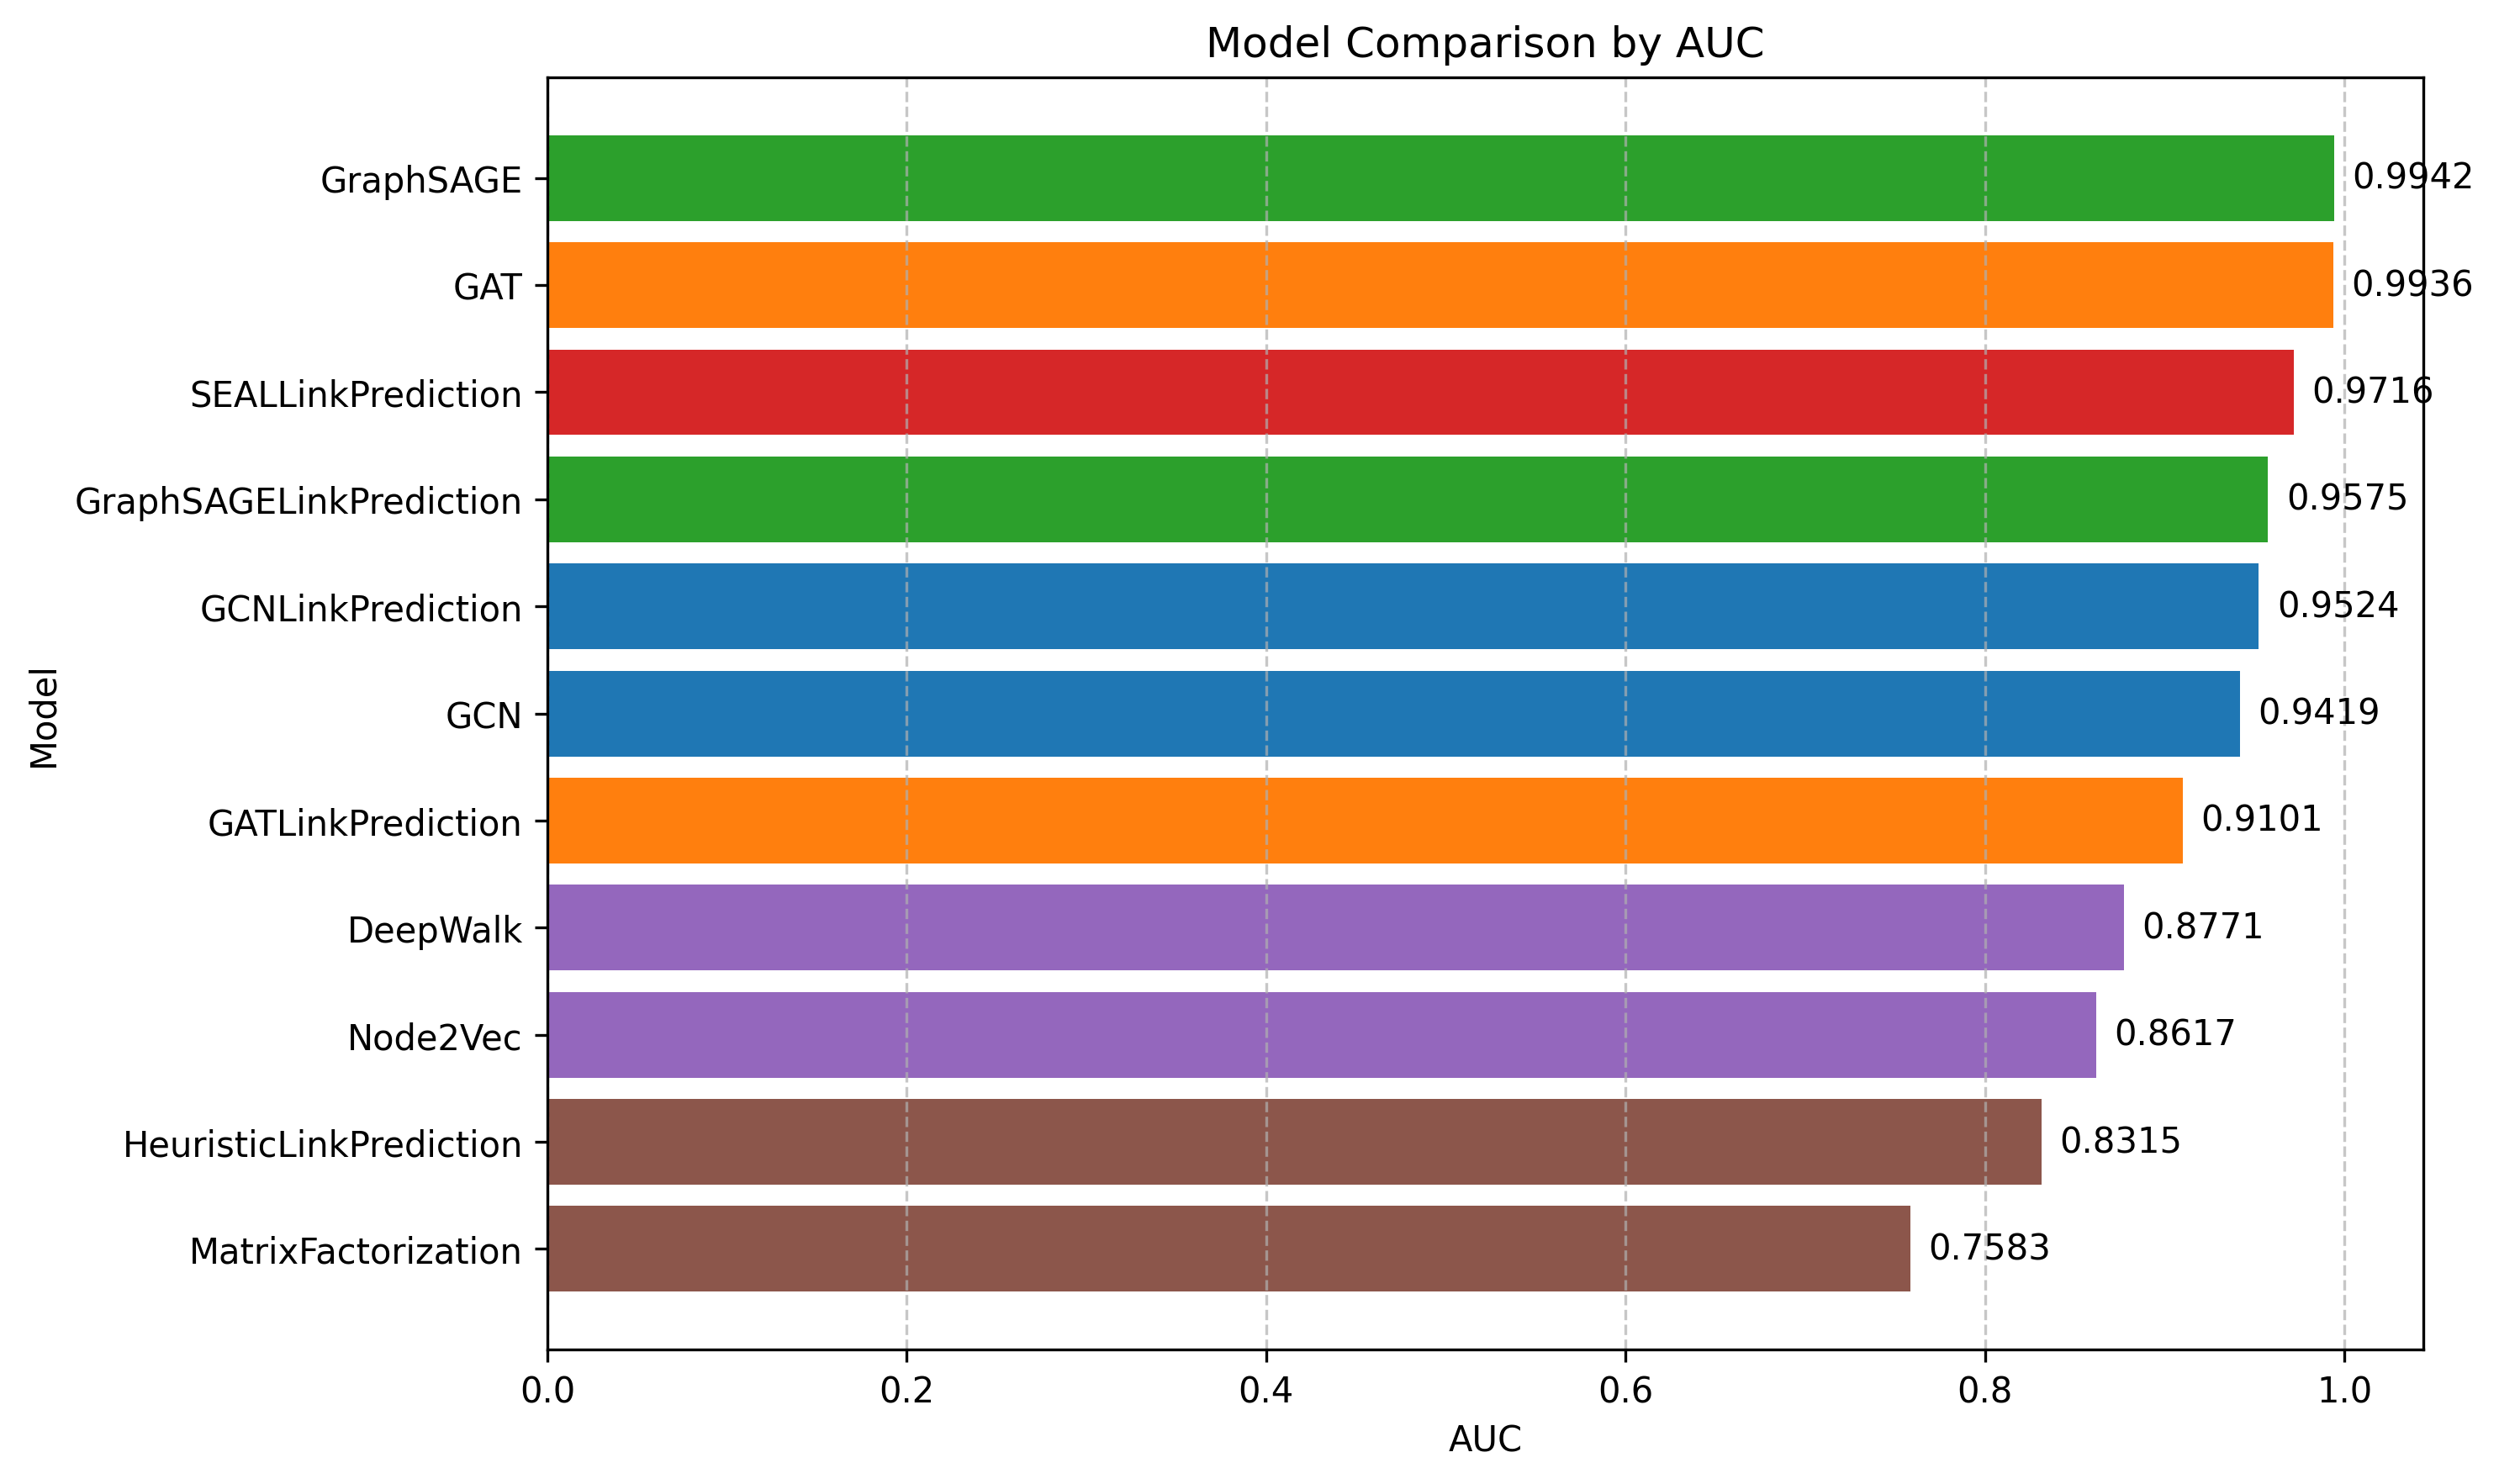 Model Comparison by AUC
GraphSAGE 0.9942
GAT 0.9936
SEALLinkPrediction 0.9716
GraphSAGELinkPrediction 0.9575
GCNLinkPrediction 0.9524
GCN 0.9419
GATLinkPrediction 0.9101
DeepWalk 0.8771
Node2Vec 0.8617
HeuristicLinkPrediction 0.8315
MatrixFactorization 0.7583
Model
0.0 0.2 0.4 0.6 0.8 1.0
AUC